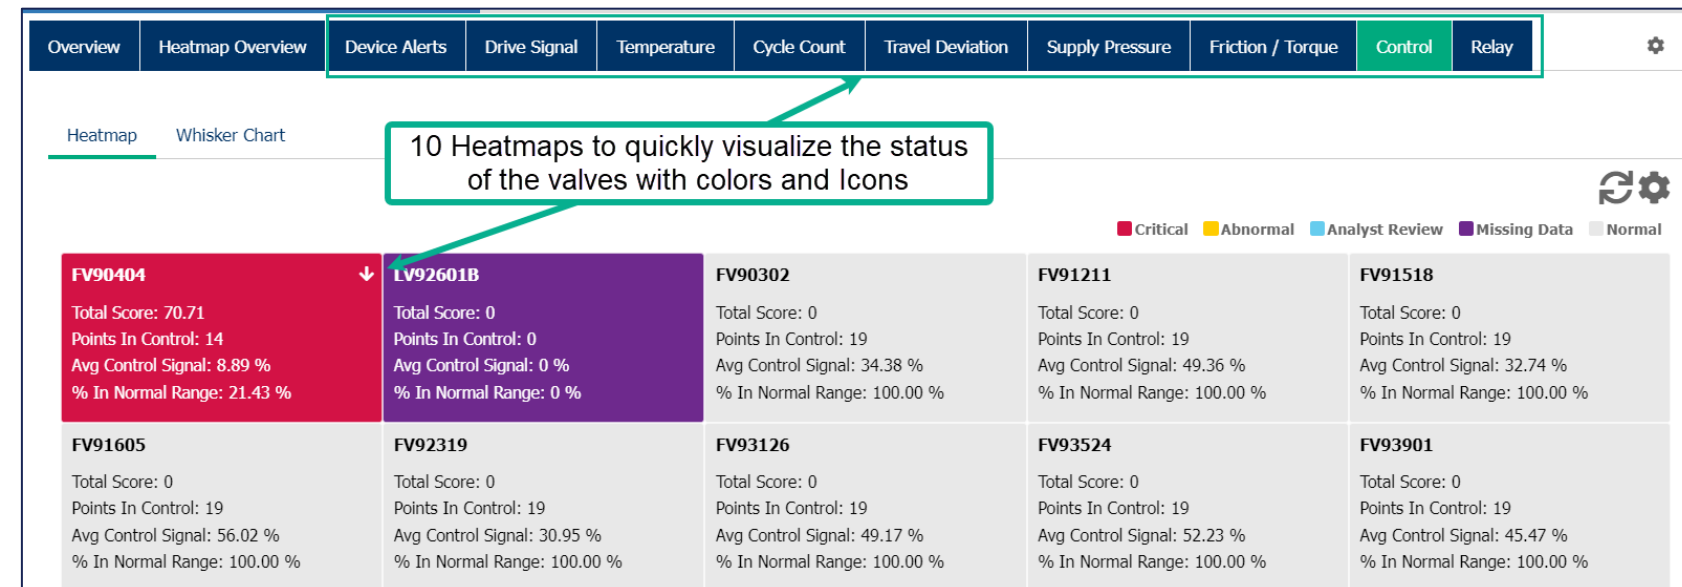 Overview Heatmap Overview Device Alerts Drive Signal Temperature Cycle Count Travel Deviation Supply Pressure Friction / Torque Control Relay
Heatmap Whisker Chart
10 Heatmaps to quickly visualize the status
of the valves with colors and Icons
Critical Abnormal Analyst Review Missing Data Normal
FV90404
Total Score: 70.71
Points In Control: 14
Avg Control Signal: 8.89 %
% In Normal Range: 21.43 %
LV92601B
Total Score: 0
Points In Control: 0
Avg Control Signal: 0 %
% In Normal Range: 0 %
FV90302
Total Score: 0
Points In Control: 19
Avg Control Signal: 34.38 %
% In Normal Range: 100.00 %
FV91211
Total Score: 0
Points In Control: 19
Avg Control Signal: 49.36 %
% In Normal Range: 100.00 %
FV91518
Total Score: 0
Points In Control: 19
Avg Control Signal: 32.74 %
% In Normal Range: 100.00 %
FV91605
Total Score: 0
Points In Control: 19
Avg Control Signal: 56.02 %
% In Normal Range: 100.00 %
FV92319
Total Score: 0
Points In Control: 19
Avg Control Signal: 30.95 %
% In Normal Range: 100.00 %
FV93126
Total Score: 0
Points In Control: 19
Avg Control Signal: 49.17 %
% In Normal Range: 100.00 %
FV93524
Total Score: 0
Points In Control: 19
Avg Control Signal: 52.23 %
% In Normal Range: 100.00 %
FV93901
Total Score: 0
Points In Control: 19
Avg Control Signal: 45.47 %
% In Normal Range: 100.00 %